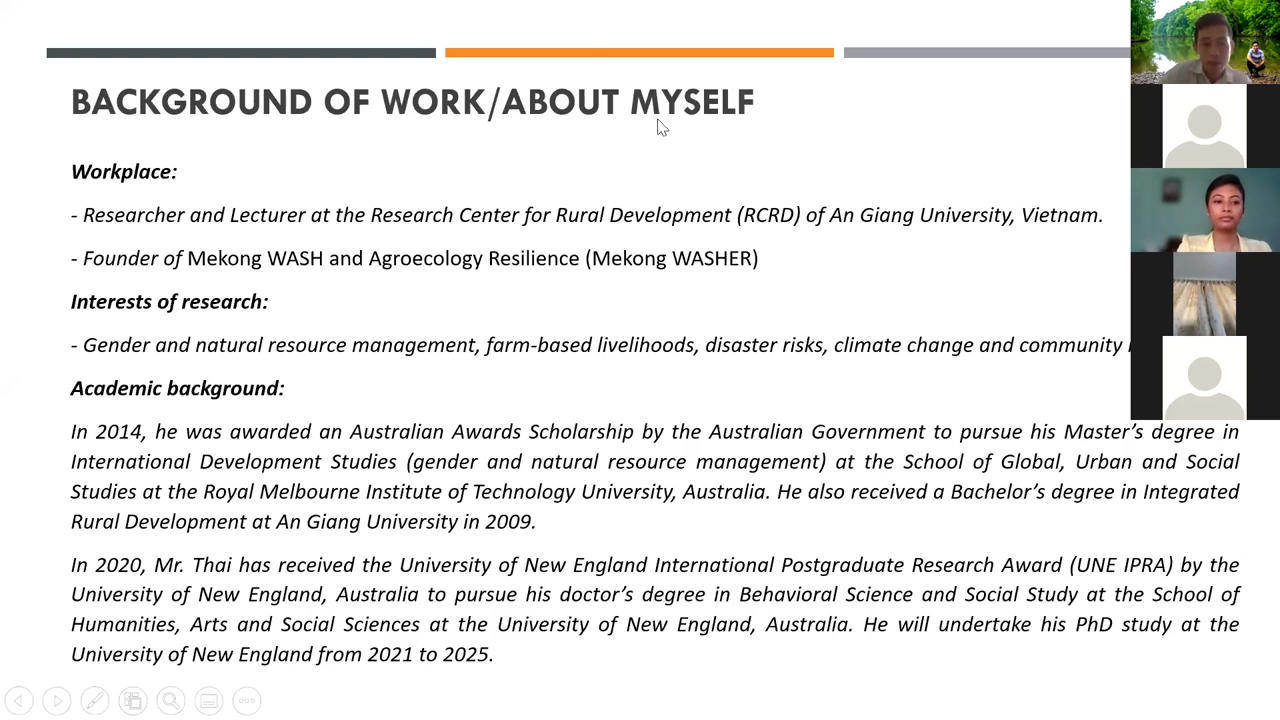 BACKGROUND OF WORK/ABOUT MYSELF
Workplace:
- Researcher and Lecturer at the Research Center for Rural Development (RCRD) of An Giang University, Vietnam.
- Founder of Mekong WASH and Agroecology Resilience (Mekong WASHER)
Interests of research:
- Gender and natural resource management, farm-based livelihoods, disaster risks, climate change and community
Academic background:
In 2014, he was awarded an Australian Awards Scholarship by the Australian Government to pursue his Master's degree in
International Development Studies (gender and natural resource management) at the School of Global, Urban and Social
Studies at the Royal Melbourne Institute of Technology University, Australia. He also received a Bachelor's degree in Integrated
Rural Development at An Giang University in 2009.
In 2020, Mr. Thai has received the University of New England International Postgraduate Research Award (UNE IPRA) by the
University of New England, Australia to pursue his doctor's degree in Behavioral Science and Social Study at the School of
Humanities, Arts and Social Sciences at the University of New England, Australia. He will undertake his PhD study at the
University of New England from 2021 to 2025.